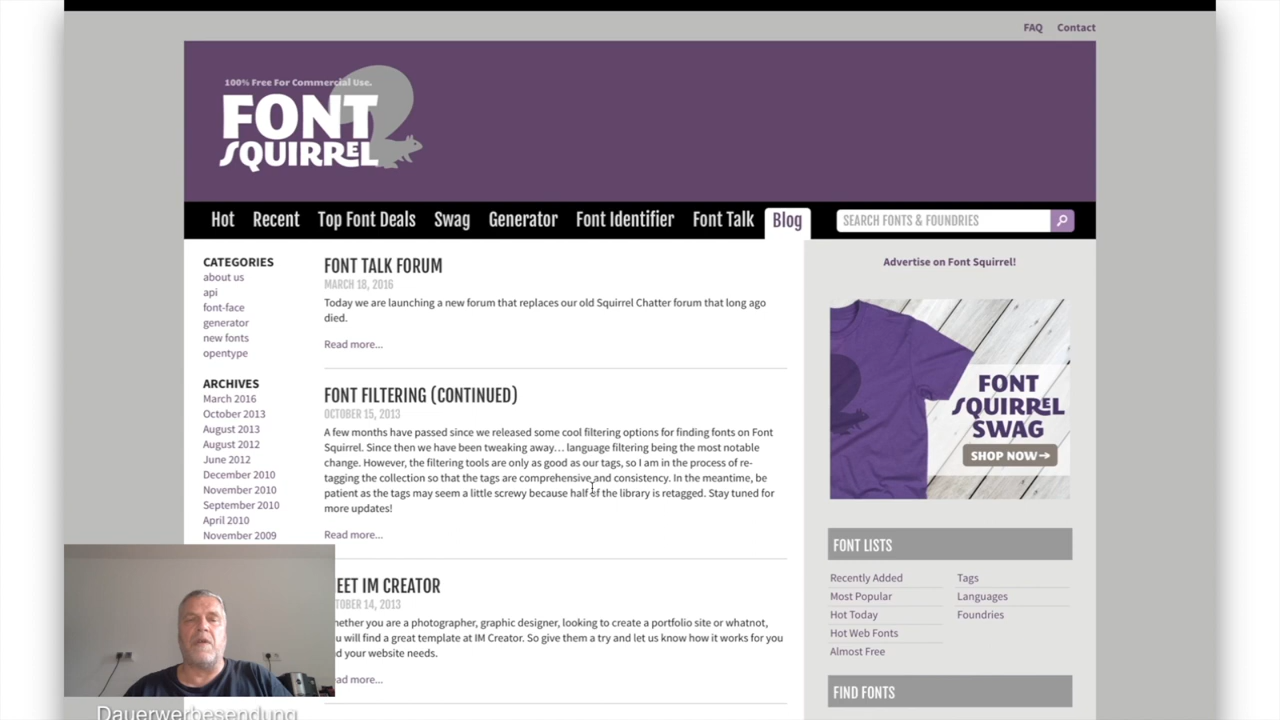 FAQ Contact
100% Free For Commercial Use.
FONT
SQUIRREL
Hot Recent Top Font Deals Swag Generator Font Identifier Font Talk Blog
SEARCH FONTS & FOUNDRIES
CATEGORIES
about us
api
font-face
generator
new fonts
opentype
ARCHIVES
March 2016
October 2013
August 2013
August 2012
June 2012
December 2010
November 2010
September 2010
April 2010
November 2009
FONT TALK FORUM
MARCH 18, 2016
Today we are launching a new forum that replaces our old Squirrel Chatter forum that long ago
died.
Read more...
FONT FILTERING (CONTINUED)
OCTOBER 15, 2013
A few months have passed since we released some cool filtering options for finding fonts on Font
Squirrel. Since then we have been tweaking away… language filtering being the most notable
change. However, the filtering tools are only as good as our tags, so I am in the process of re-
tagging the collection so that the tags are comprehensive and consistency. In the meantime, be
patient as the tags may seem a little screwy because half of the library is retagged. Stay tuned for
more updates!
Read more...
EET IM CREATOR
TOBER 14, 2013
hether you are a photographer, graphic designer, looking to create a portfolio site or whatnot,
u will find a great template at IM Creator. So give them a try and let us know how it works for you
d your website needs.
ad more...
Advertise on Font Squirrel!
FONT
SQUIRREL
SWAG
SHOP NOW→
FONT LISTS
Recently Added
Most Popular
Hot Today
Hot Web Fonts
Almost Free
Tags
Languages
Foundries
FIND FONTS
Dauerwerbesendung